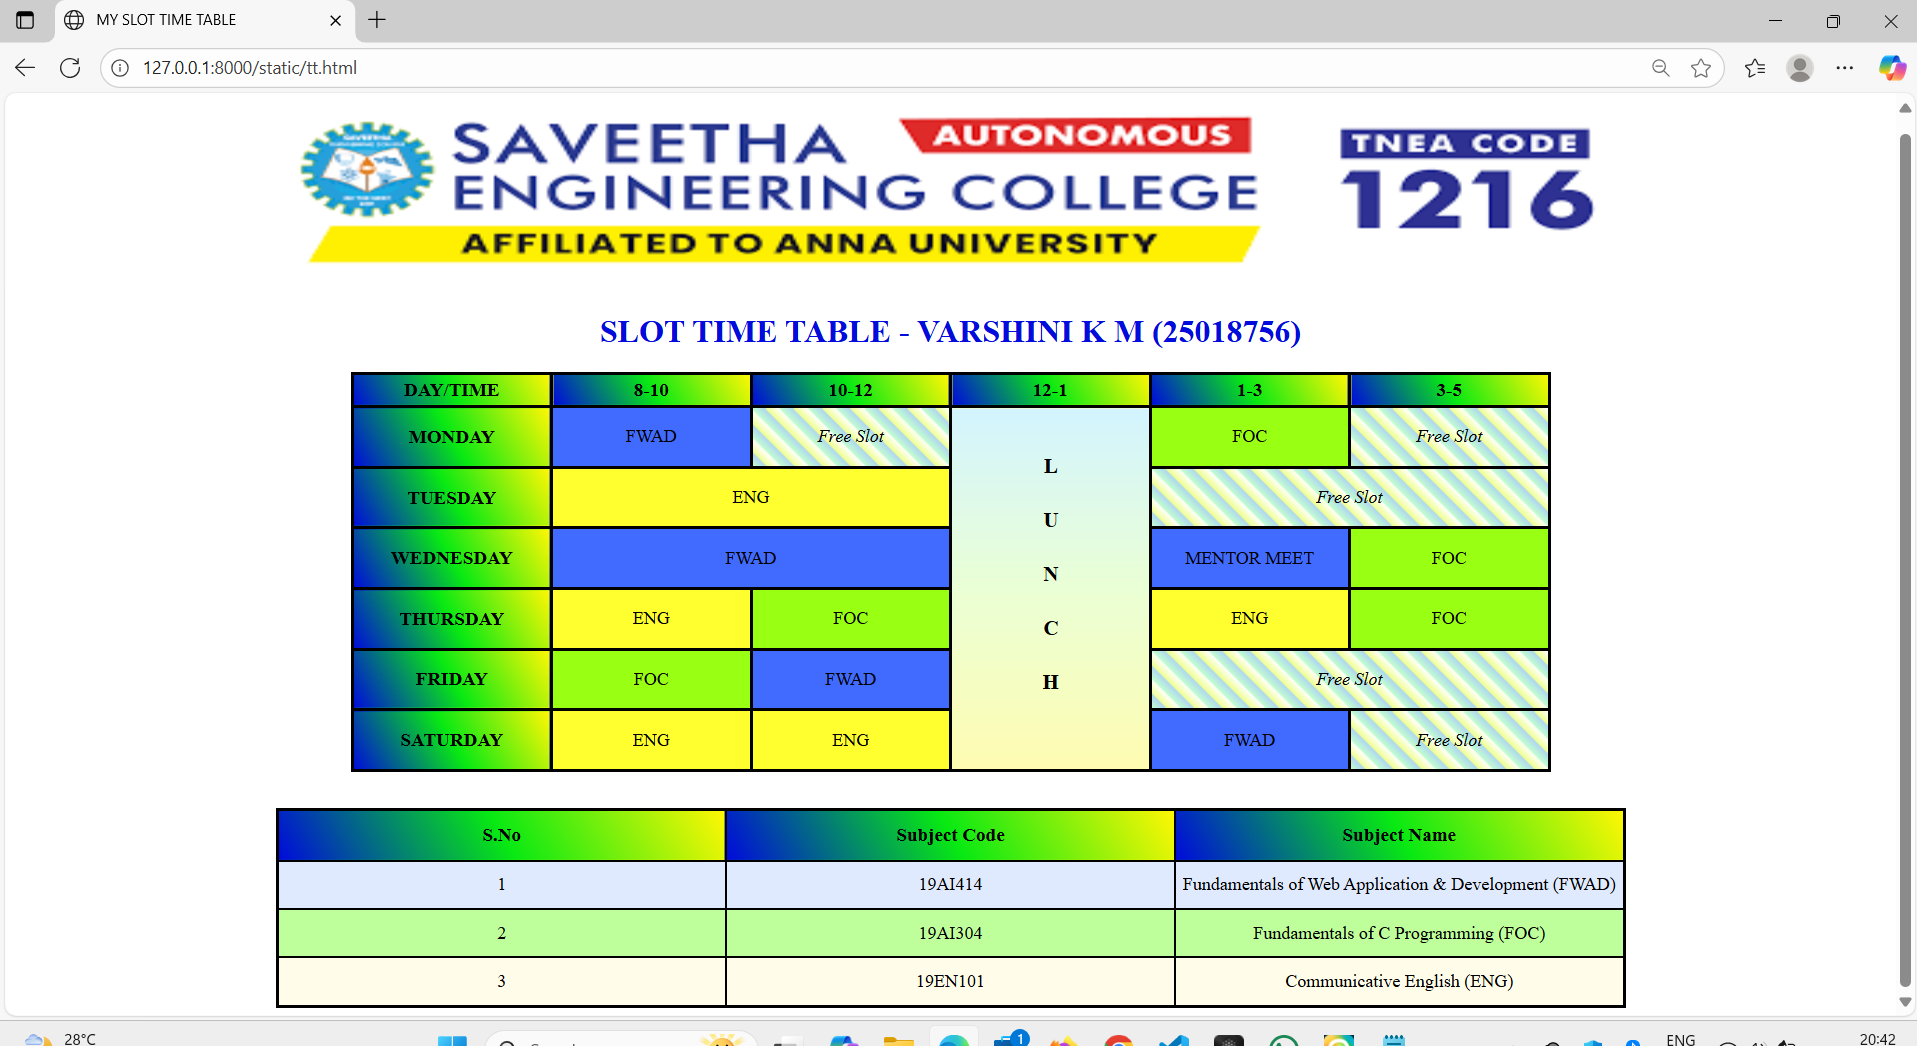 MY SLOT TIME TABLE
127.0.0.1:8000/static/tt.html
SAVEETHA AUTONOMOUS
ENGINEERING COLLEGE
AFFILIATED TO ANNA UNIVERSITY
TNEA CODE
1216
SLOT TIME TABLE - VARSHINI K M (25018756)
DAY/TIME 8-10 10-12 12-1 1-3 3-5
MONDAY FWAD Free Slot FOC Free Slot
TUESDAY ENG Free Slot
WEDNESDAY FWAD MENTOR MEET FOC
THURSDAY ENG FOC ENG FOC
FRIDAY FOC FWAD Free Slot
SATURDAY ENG ENG FWAD Free Slot
L
U
N
C
H
S.No Subject Code Subject Name
1 19AI414 Fundamentals of Web Application & Development (FWAD)
2 19AI304 Fundamentals of C Programming (FOC)
3 19EN101 Communicative English (ENG)
28°C 1 ENG 20:42